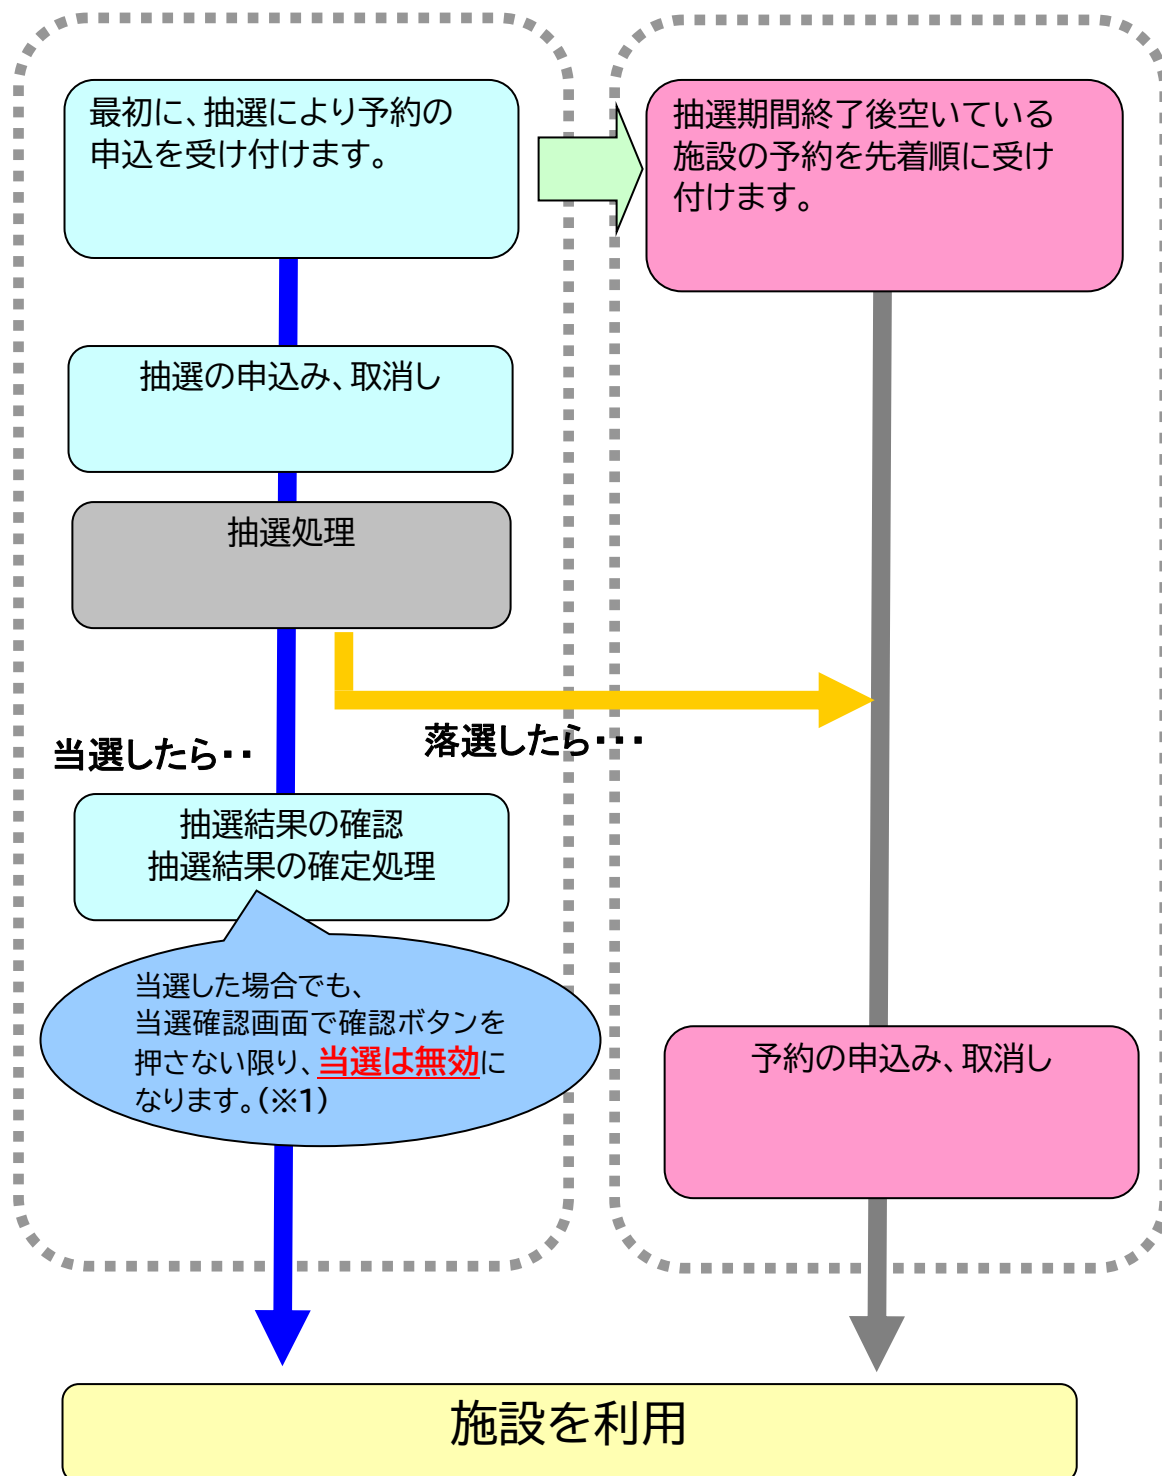 最初に、抽選により予約の
申込を受け付けます。
抽選期間終了後空いている
施設の予約を先着順に受け
付けます。
抽選の申込み、取消し
抽選処理
当選したら・・
落選したら・・・
抽選結果の確認
抽選結果の確定処理
当選した場合でも、
当選確認画面で確認ボタンを
押さない限り、当選は無効に
なります。(※1)
予約の申込み、取消し
施設を利用